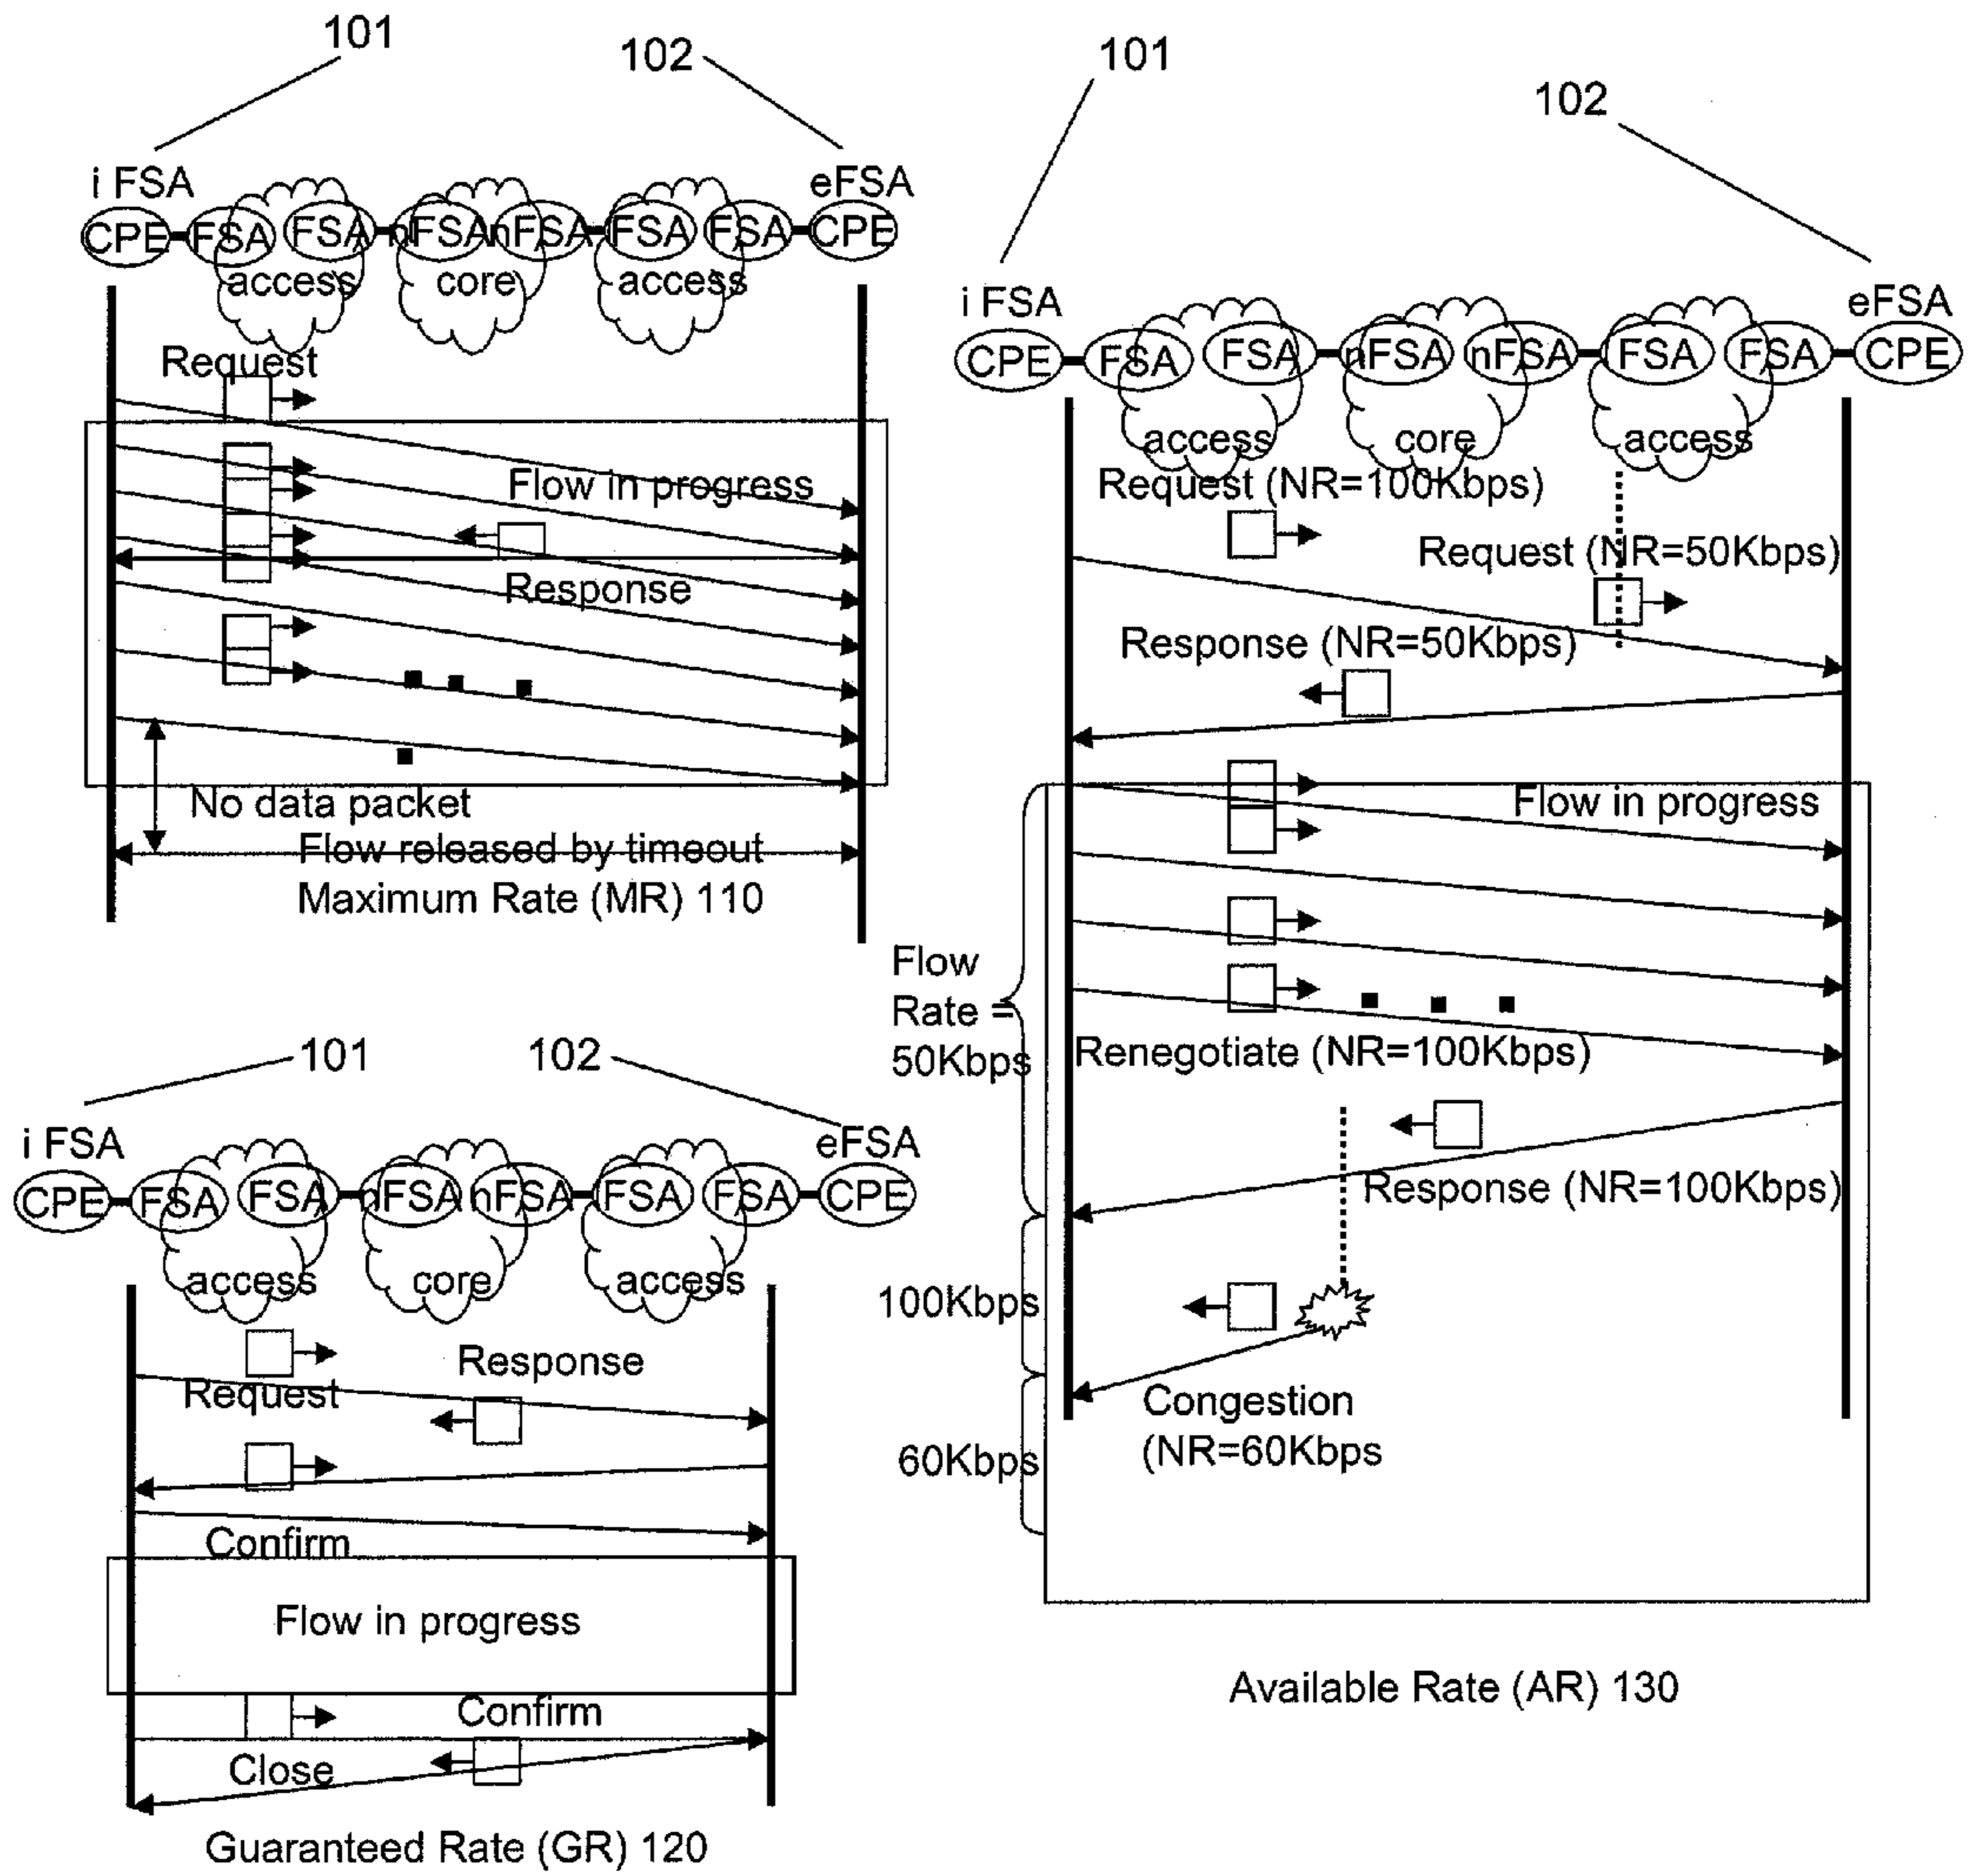 101
102
i FSA
eFSA
CPE FSA FSA nFSA nFSA FSA FSA CPE
access core access
Request
Flow in progress
Response
No data packet
Flow released by timeout
Maximum Rate (MR) 110
101
102
i FSA
eFSA
CPE FSA FSA nFSA nFSA FSA FSA CPE
access core access
Response
Request
Confirm
Flow in progress
Confirm
Close
Guaranteed Rate (GR) 120
101
102
i FSA
eFSA
CPE FSA FSA nFSA nFSA FSA FSA CPE
access core access
Request (NR=100Kbps)
Request (NR=50Kbps)
Response (NR=50Kbps)
Flow in progress
Flow
Rate =
50Kbps
Renegotiate (NR=100Kbps)
Response (NR=100Kbps)
100Kbps
Congestion
(NR=60Kbps
60Kbps
Available Rate (AR) 130